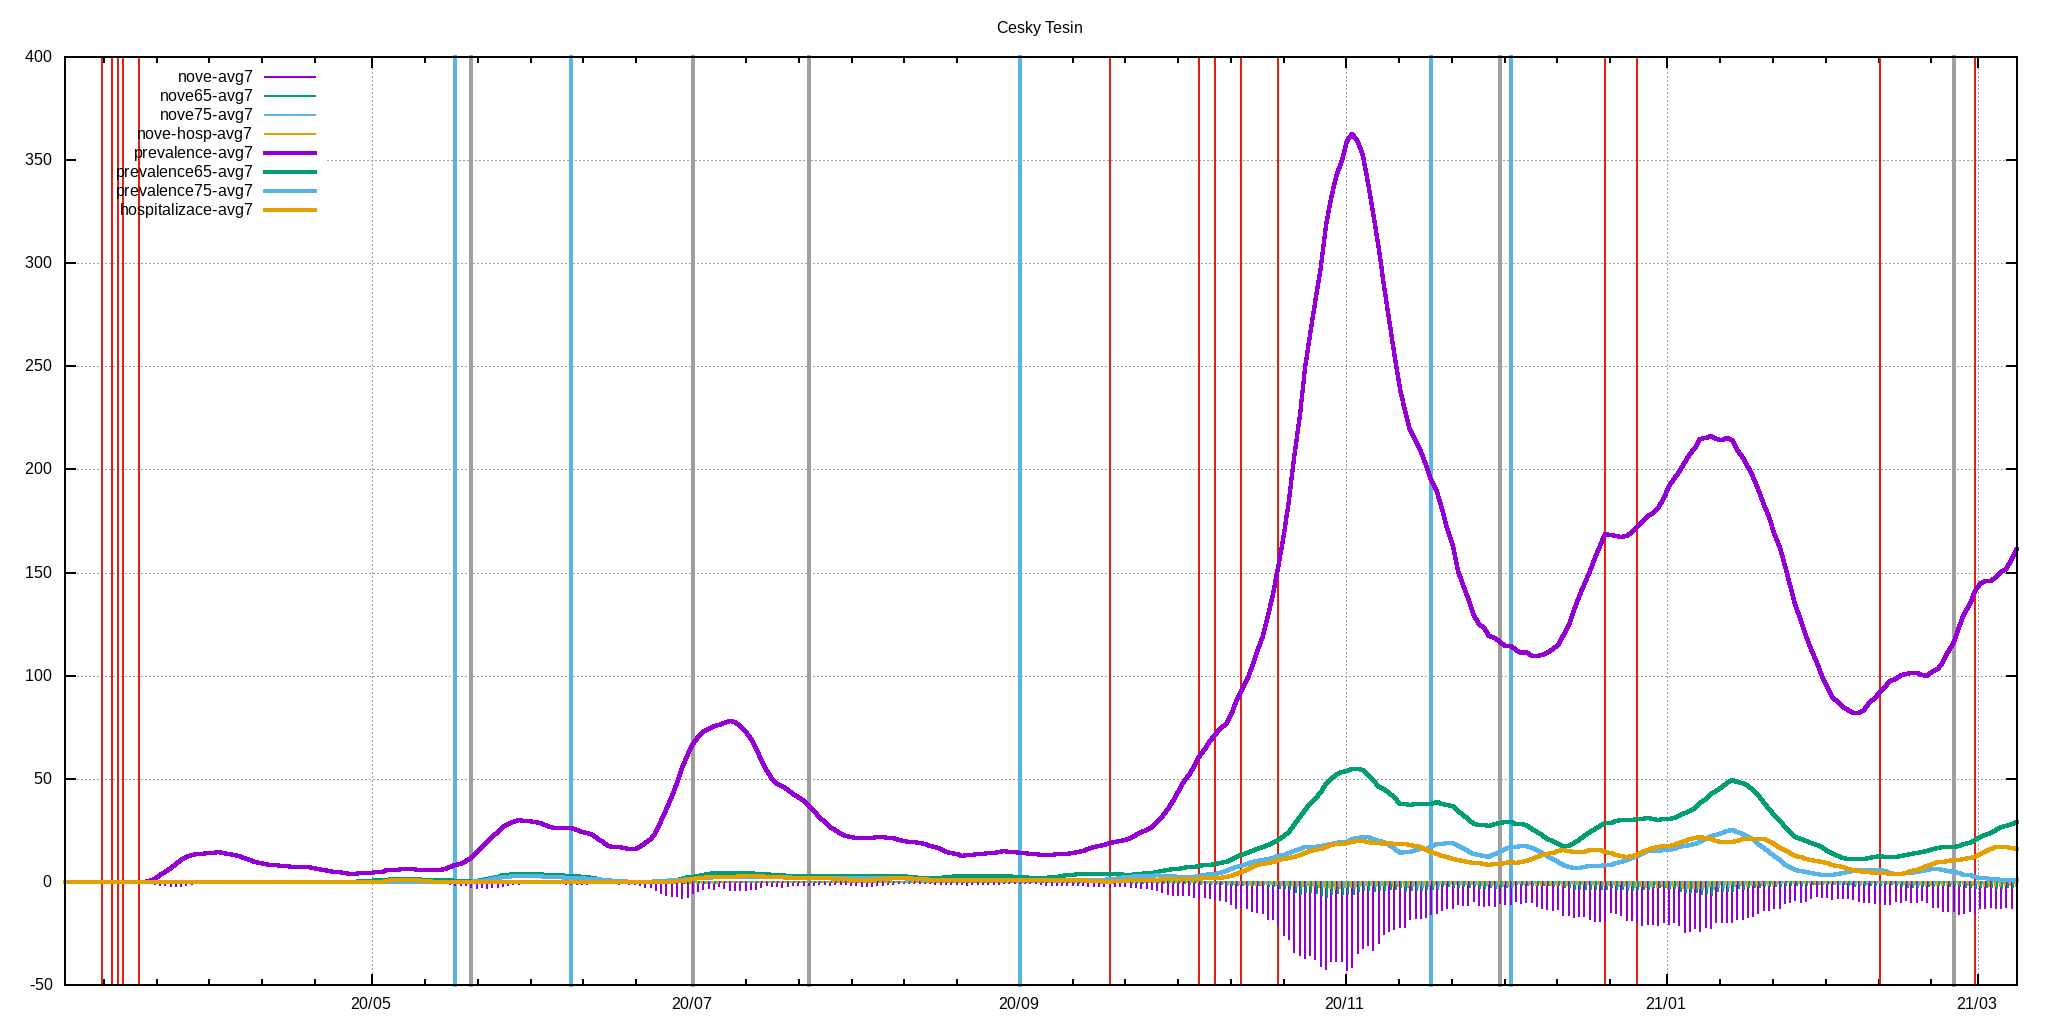 Cesky Tesin
400
350
300
250
200
150
100
50
0
-50
nove-avg7
nove65-avg7
nove75-avg7
nove-hosp-avg7
prevalence-avg7
prevalence65-avg7
prevalence75-avg7
hospitalizace-avg7
20/05 20/07 20/09 20/11 21/01 21/03